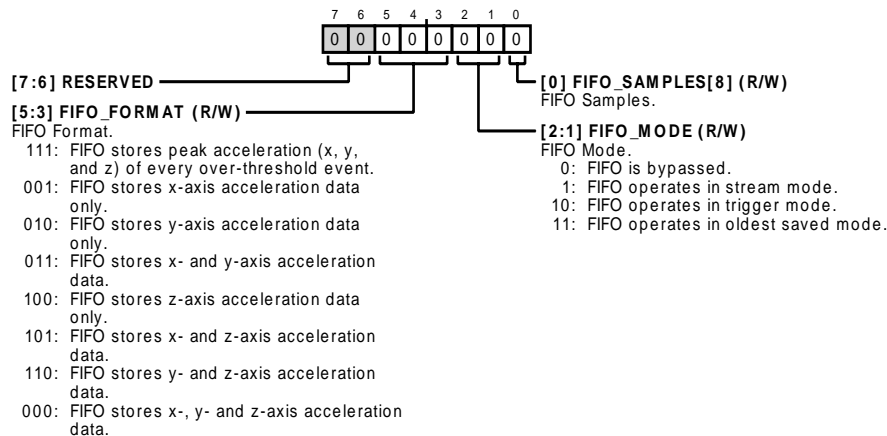 7 6 5 4 3 2 1 0
0 0 0 0 0 0 0 0
[7:6] RESERVED
[5:3] FIFO_FORMAT (R/W)
FIFO Format.
111: FIFO stores peak acceleration (x, y,
and z) of every over-threshold event.
001: FIFO stores x-axis acceleration data
only.
010: FIFO stores y-axis acceleration data
only.
011: FIFO stores x- and y-axis acceleration
data.
100: FIFO stores z-axis acceleration data
only.
101: FIFO stores x- and z-axis acceleration
data.
110: FIFO stores y- and z-axis acceleration
data.
000: FIFO stores x-, y- and z-axis acceleration
data.
[0] FIFO_SAMPLES[8] (R/W)
FIFO Samples.
[2:1] FIFO_MODE (R/W)
FIFO Mode.
0: FIFO is bypassed.
1: FIFO operates in stream mode.
10: FIFO operates in trigger mode.
11: FIFO operates in oldest saved mode.